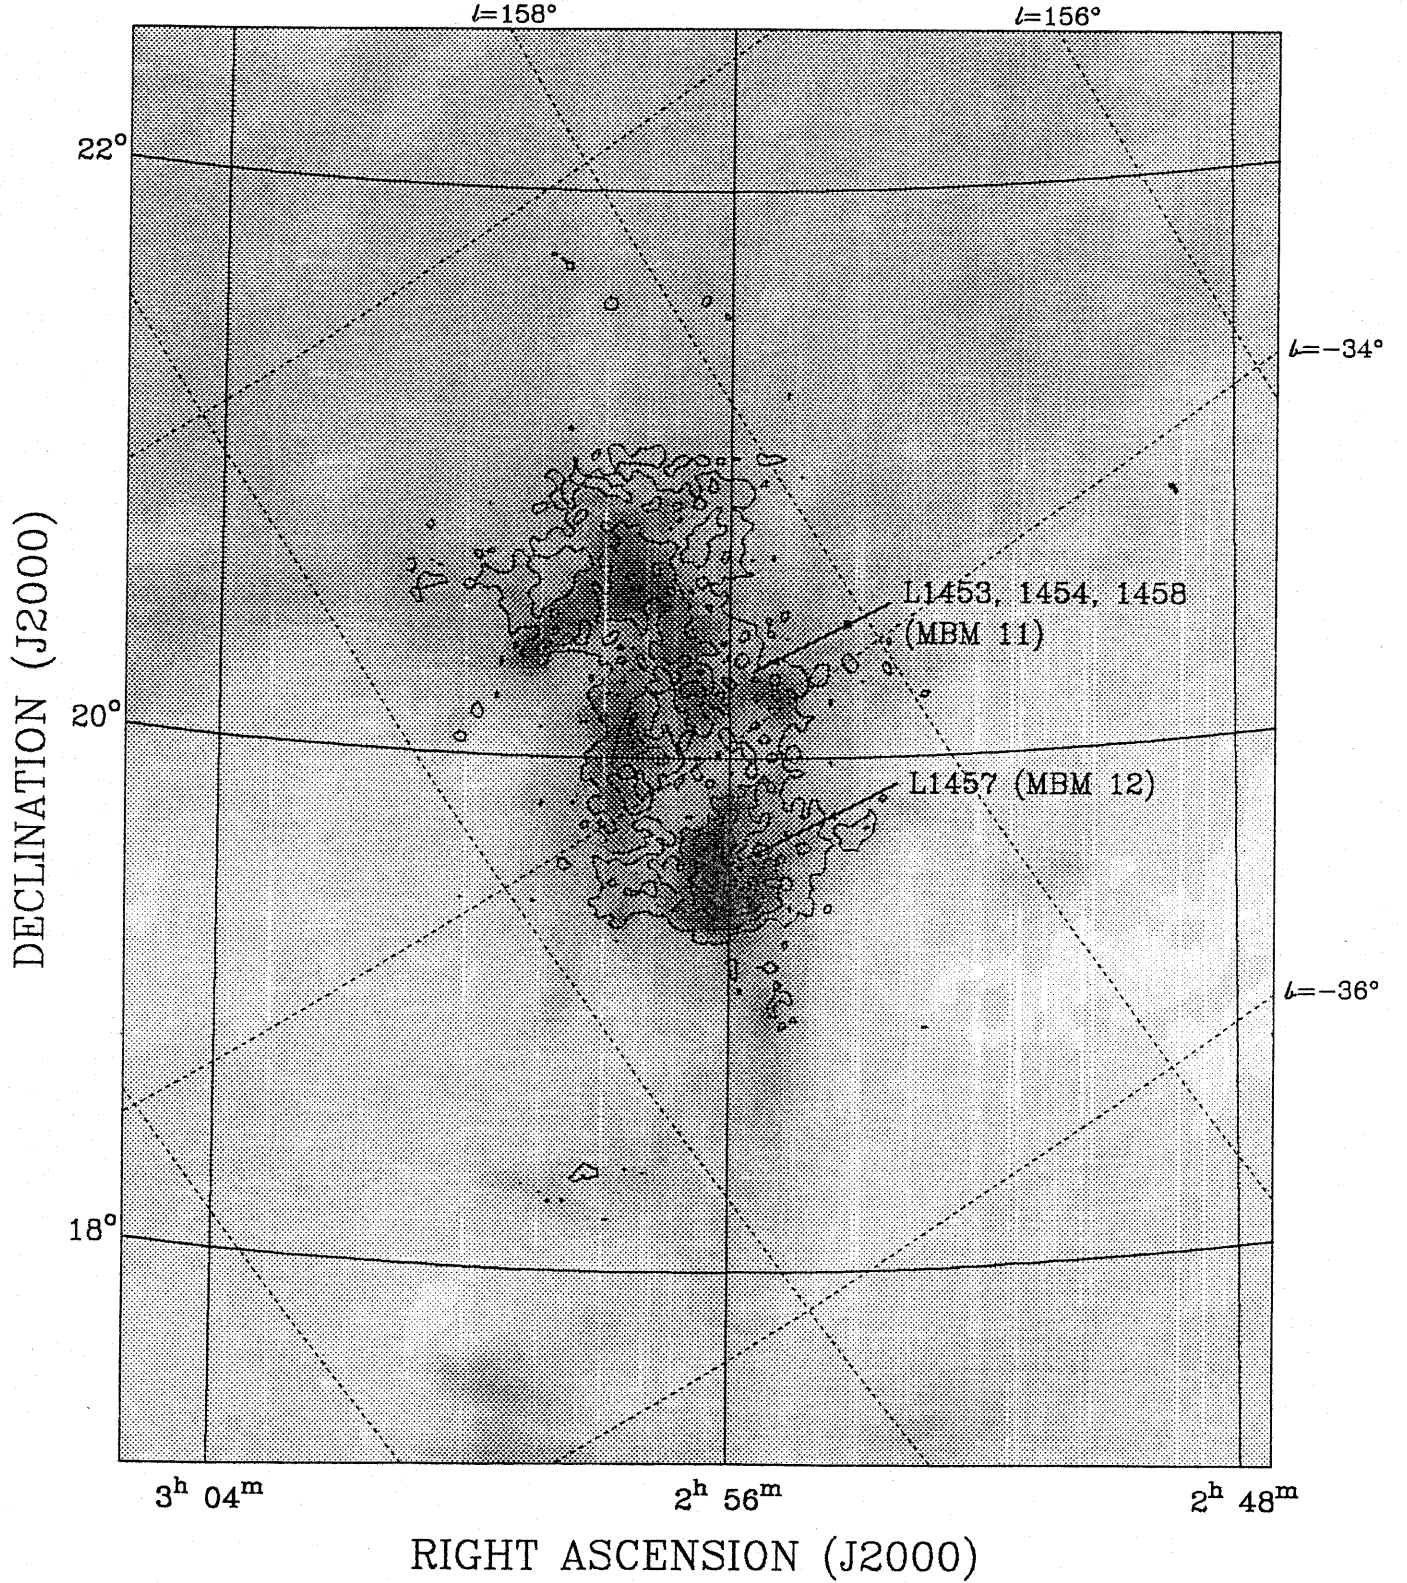 l=158°
l=156°
22°
b=-34°
L1453, 1454, 1458
(MBM 11)
20°
L1457 (MBM 12)
b=-36°
18°
3ʰ 04ᵐ
2ʰ 56ᵐ
2ʰ 48ᵐ
RIGHT ASCENSION (J2000)
DECLINATION (J2000)